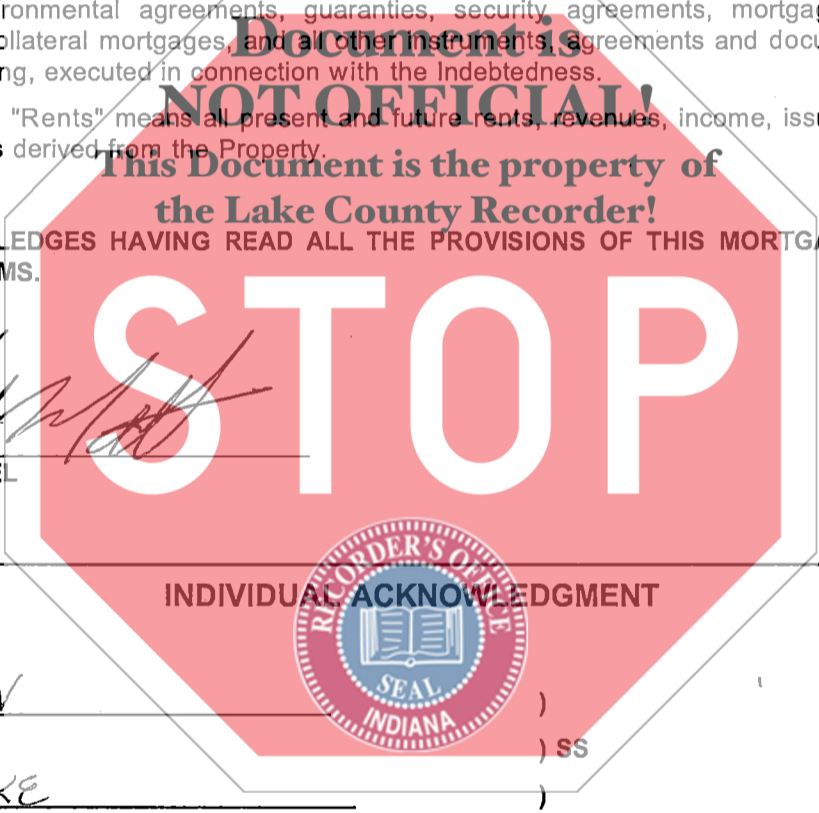 ronmental agreements, guaranties, security agreements, mortga
ollateral mortgages, and all other instruments, agreements and docu
ng, executed in connection with the Indebtedness.
Document is
NOT OFFICIAL!
"Rents" means all present and future rents, revenues, income, issu
s derived from the Property.
This Document is the property of
the Lake County Recorder!
LEDGES HAVING READ ALL THE PROVISIONS OF THIS MORTGA
MS.
STOP
EL
RECORDER'S OFFICE
INDIVIDUAL ACKNOWLEDGMENT
SEAL
INDIANA
)
) SS
KE )